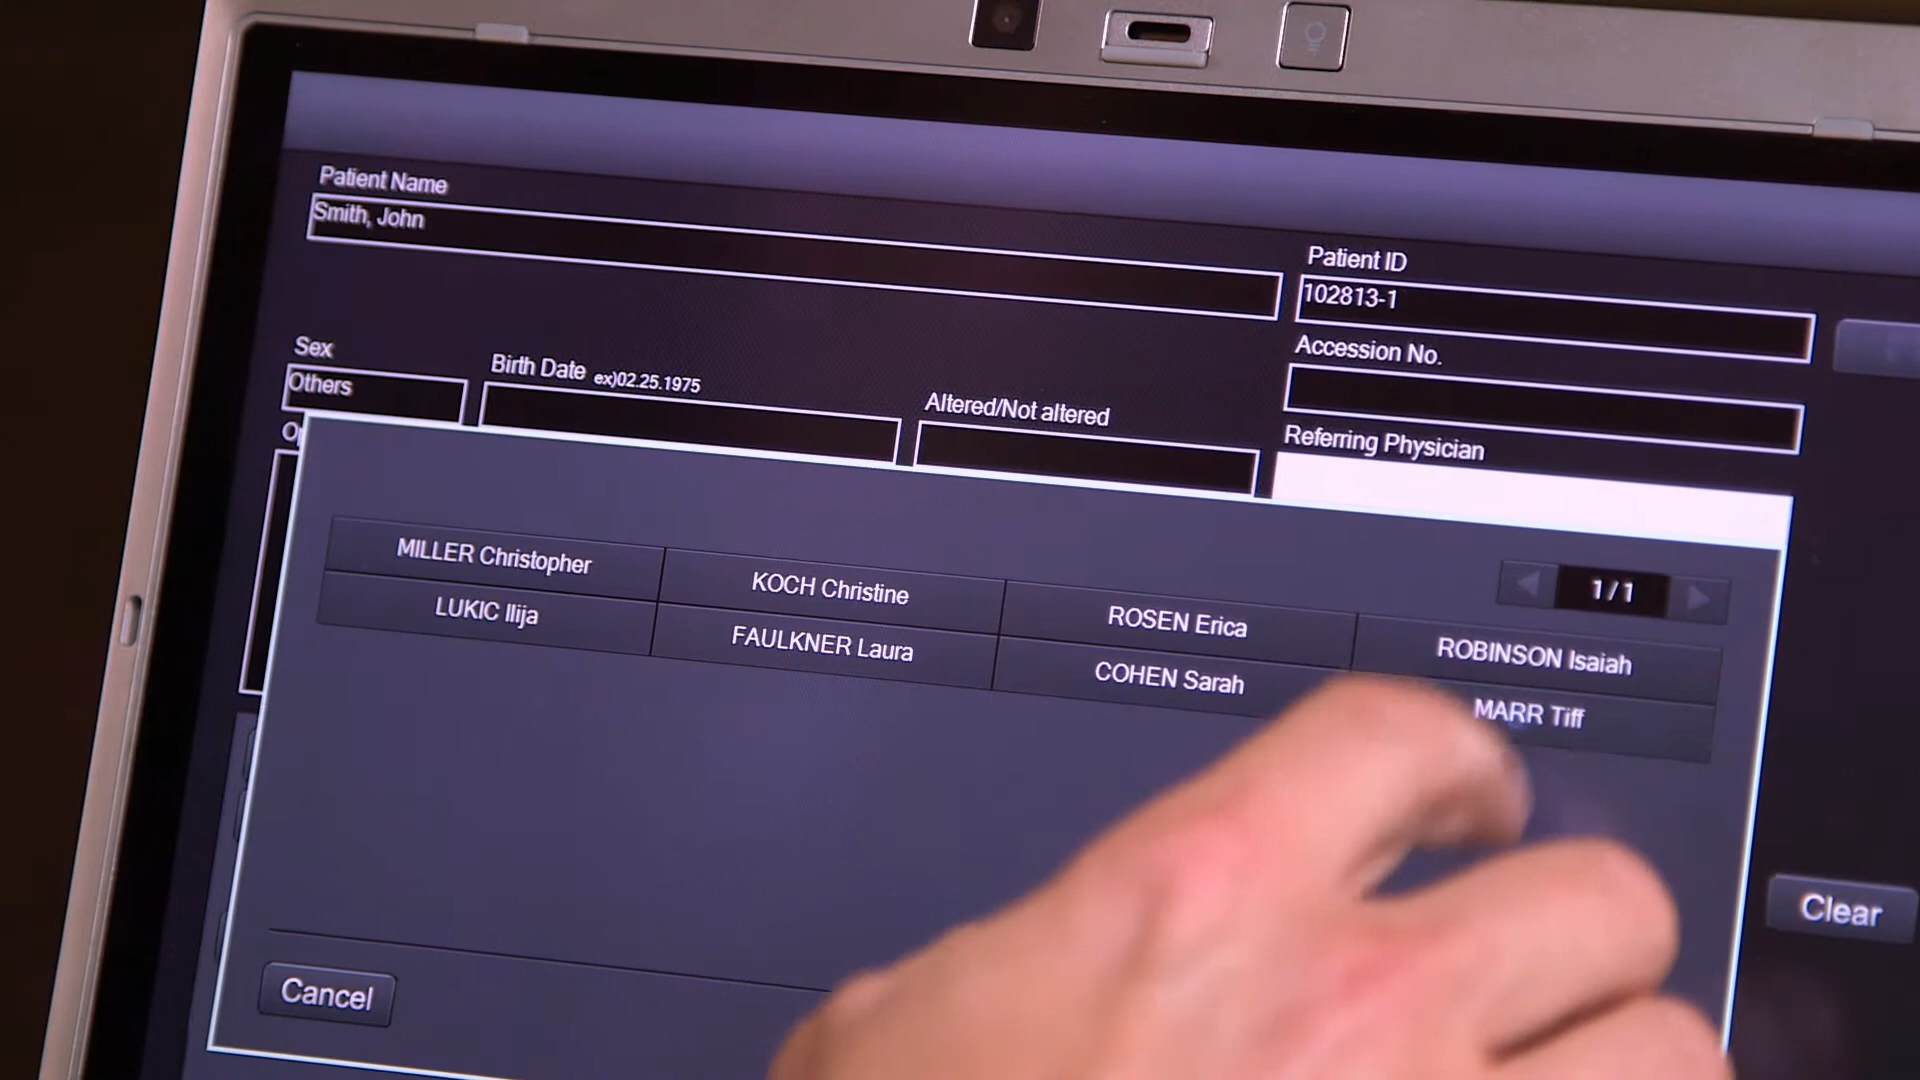 Patient Name
Smith, John
Patient ID
102813-1
Accession No.
Sex
Others
Birth Date ex)02.25.1975
Altered/Not altered
Referring Physician
1/1
MILLER Christopher
KOCH Christine
ROSEN Erica
ROBINSON Isaiah
LUKIC Ilija
FAULKNER Laura
COHEN Sarah
MARR Tiff
Clear
Cancel